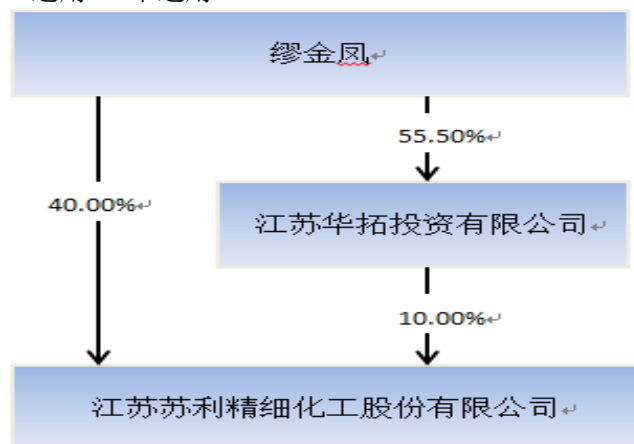 缪金凤
55.50%
40.00%
江苏华拓投资有限公司
10.00%
江苏苏利精细化工股份有限公司